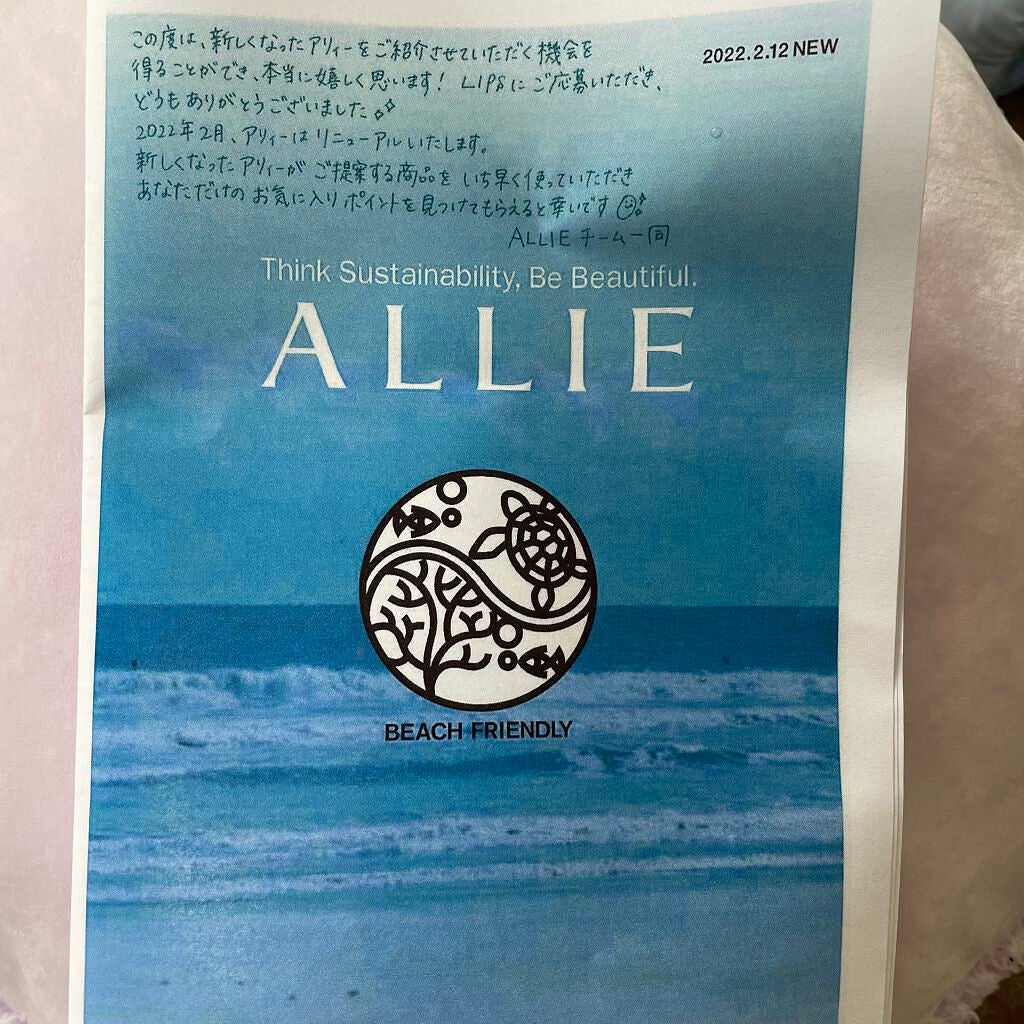 この度は、新しくなったアリィーをご紹介させていただく機会を
2022.2.12 NEW
得ることができ、本当に嬉しく思います! LIPSにご応募いただき、
どうもありがとうございました
2022年2月、アリィーはリニューアルいたします。
新しくなったアリィーが ご提案する商品を いち早く使っていただき
あなただけの お気に入りポイントを見つけてもらえると幸いです
ALLIE チーム一同
Think Sustainability, Be Beautiful.
ALLIE
BEACH FRIENDLY